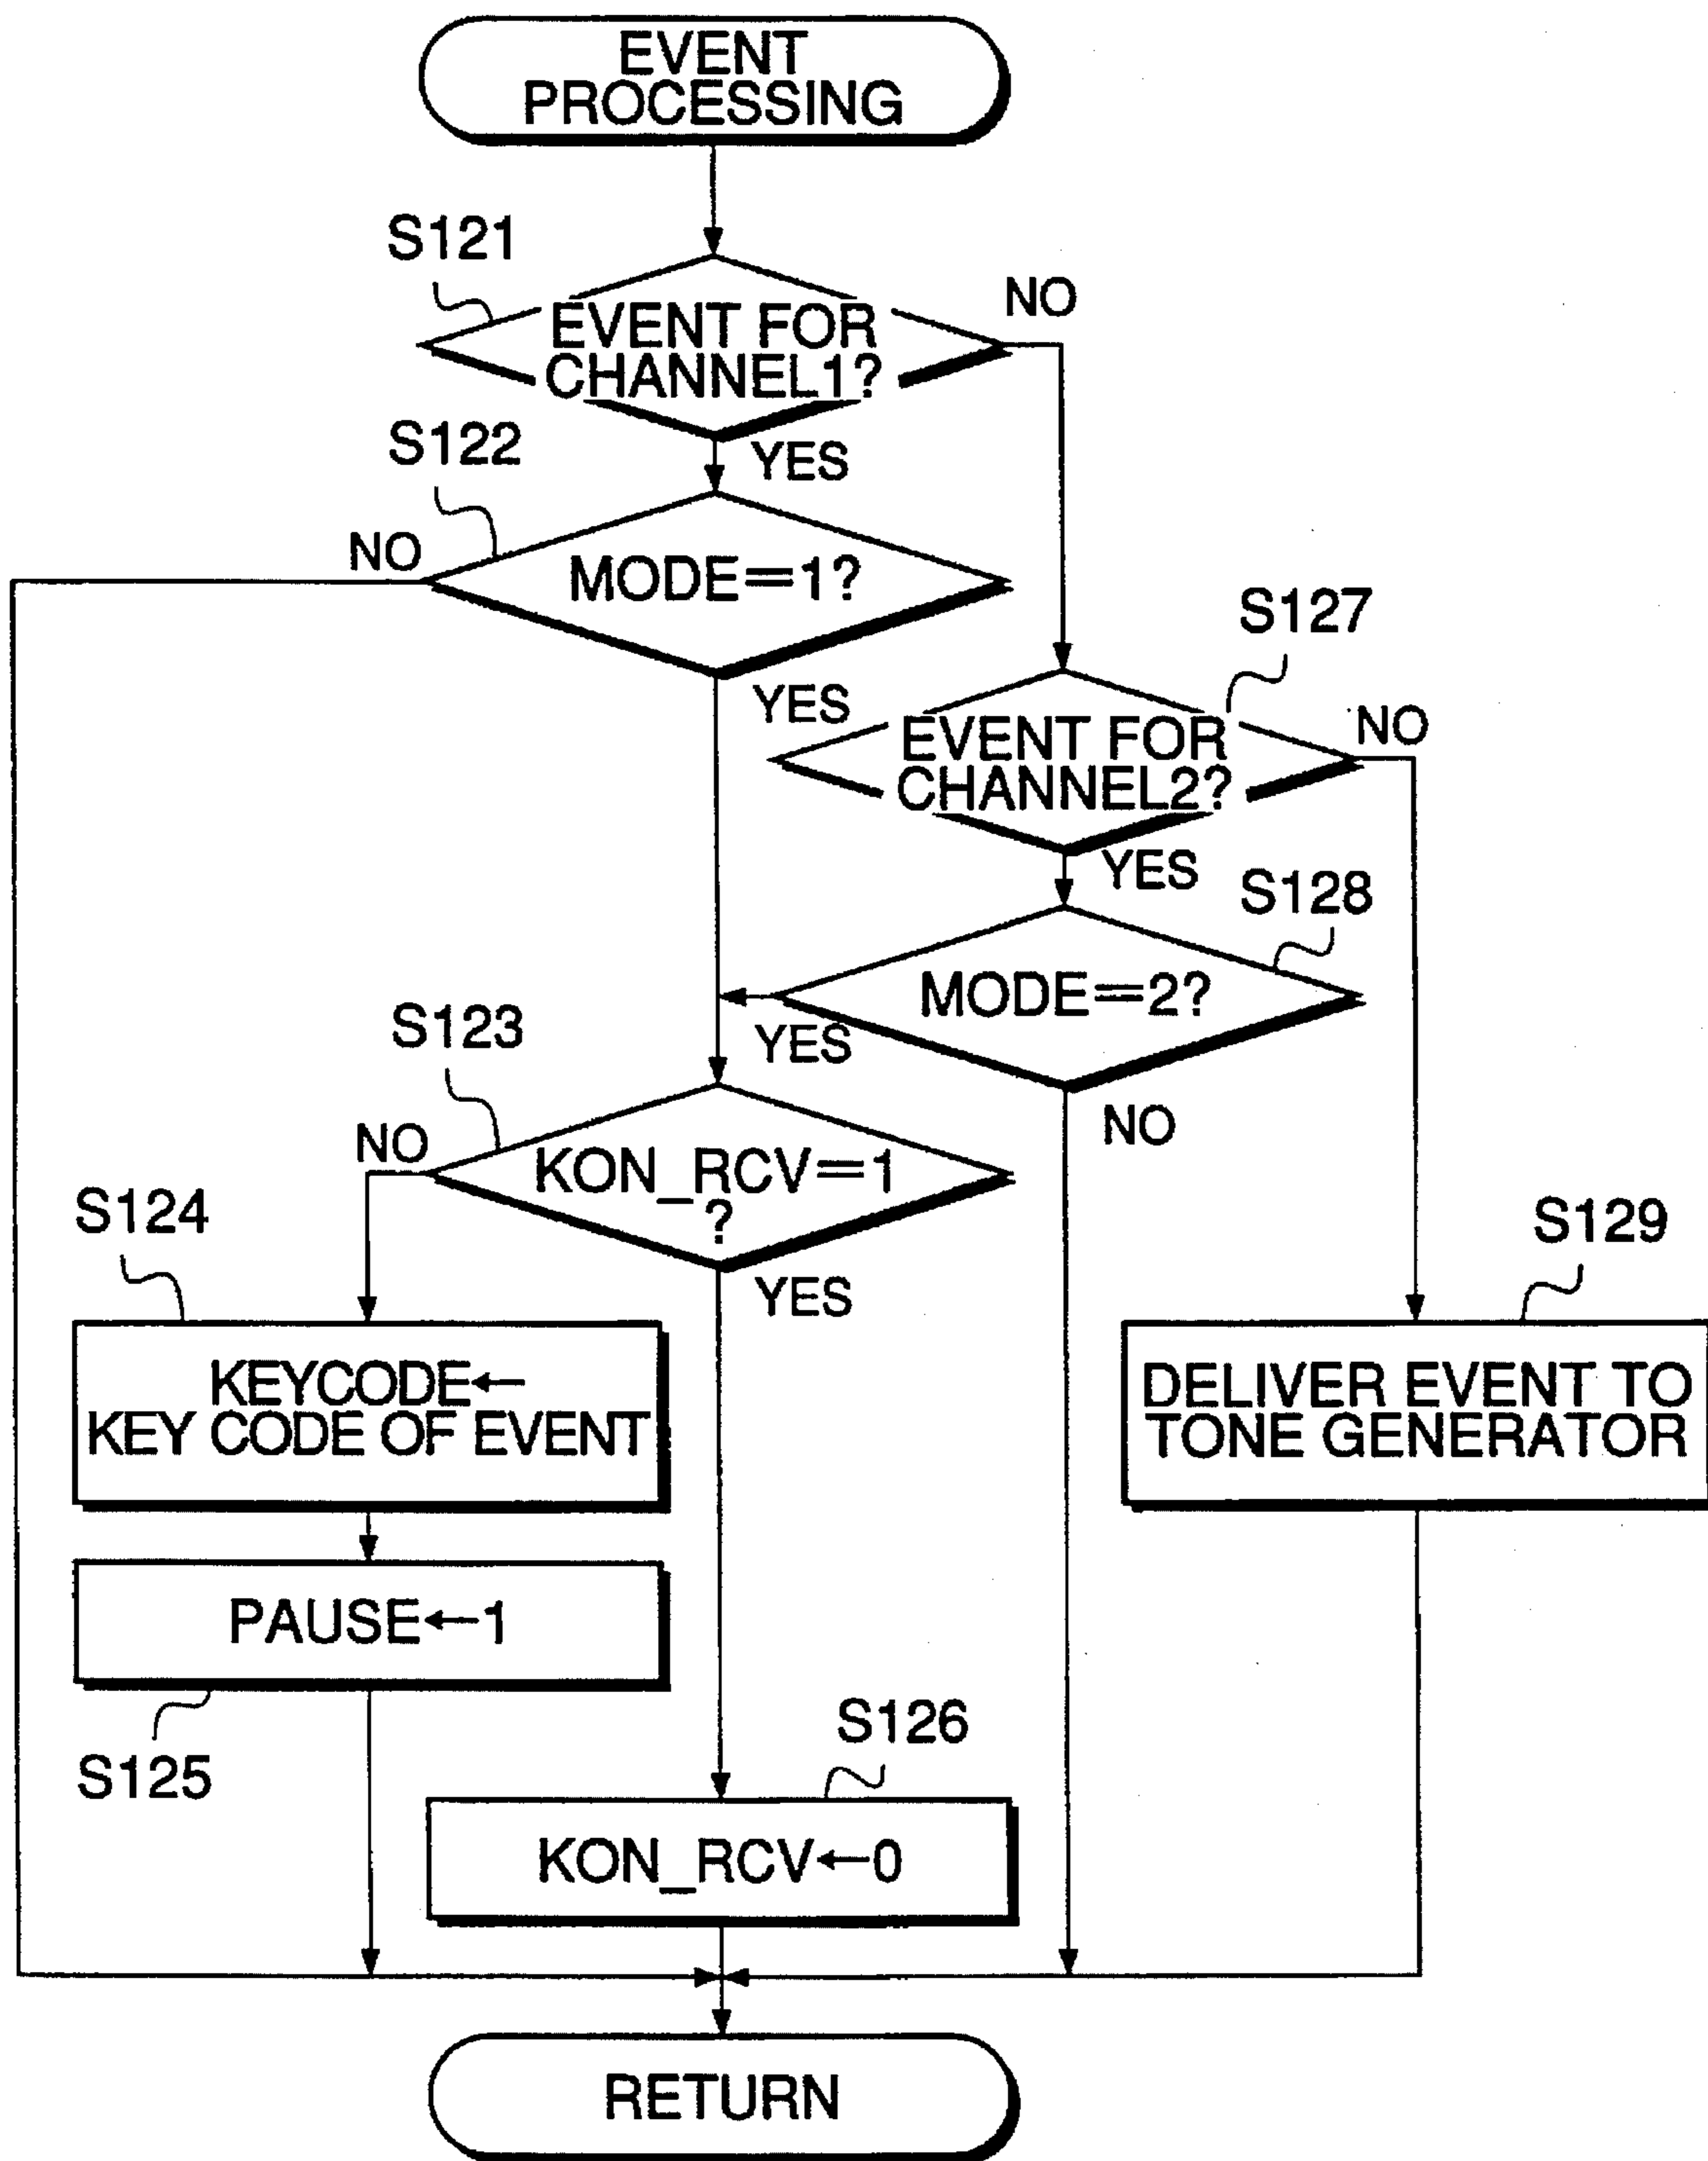 EVENT
PROCESSING
S121
EVENT FOR
CHANNEL1?
NO
YES
S122
NO
MODE=1?
YES
S127
EVENT FOR
CHANNEL2?
NO
YES
S128
MODE=2?
YES
NO
S123
NO
KON_RCV=1
?
YES
S124
KEYCODE←
KEY CODE OF EVENT
S129
DELIVER EVENT TO
TONE GENERATOR
PAUSE←1
S125
S126
KON_RCV←0
RETURN